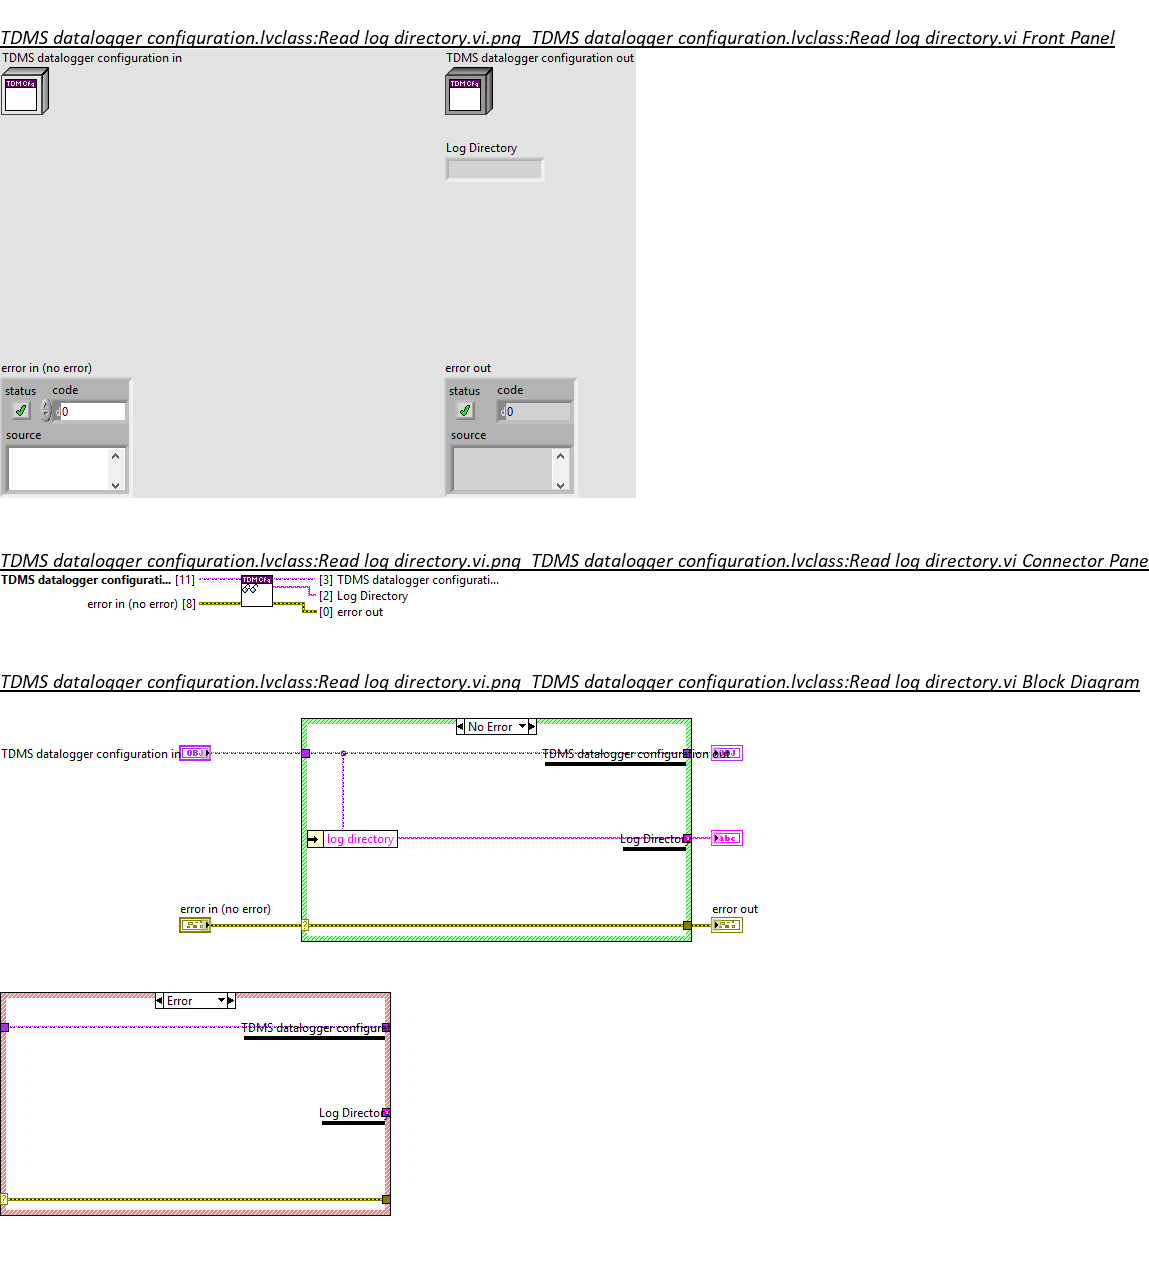 TDMS datalogger configuration.lvclass:Read log directory.vi.png TDMS datalogger configuration.lvclass:Read log directory.vi Front Panel
TDMS datalogger configuration in
TDMS datalogger configuration out
TDM Cfg
TDM Cfg
Log Directory
error in (no error)
error out
status code
status code
d 0
d 0
source
source
TDMS datalogger configuration.lvclass:Read log directory.vi.png TDMS datalogger configuration.lvclass:Read log directory.vi Connector Pane
TDMS datalogger configurati... [11]
TDM Cfg
[3] TDMS datalogger configurati...
[2] Log Directory
error in (no error) [8]
[0] error out
TDMS datalogger configuration.lvclass:Read log directory.vi.png TDMS datalogger configuration.lvclass:Read log directory.vi Block Diagram
No Error
TDMS datalogger configuration in
OBJ
TDMS datalogger configuration out
OBJ
log directory
Log Directory
abc
error in (no error)
error out
?
Error
TDMS datalogger configurat
Log Directory
?